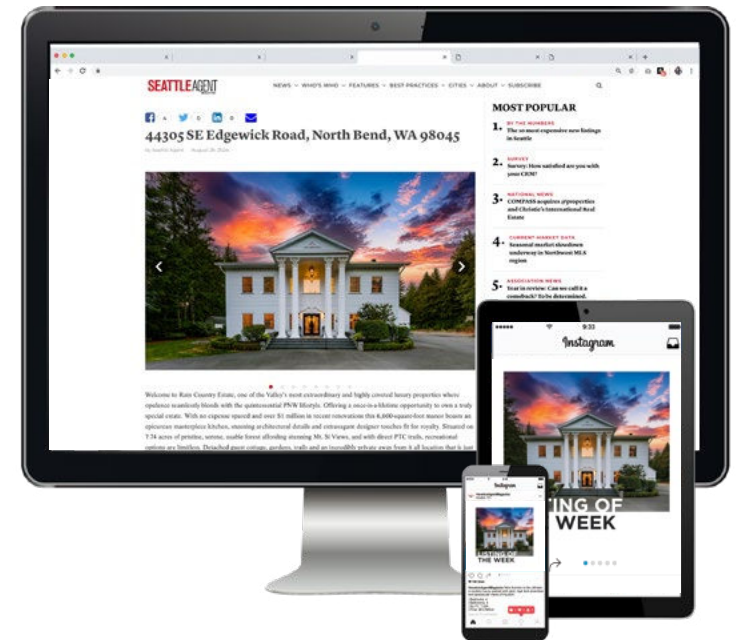 SEATTLE AGENT
NEWS WHO'S WHO FEATURES BEST PRACTICES CITIES ABOUT SUBSCRIBE
44305 SE Edgewick Road, North Bend, WA 98045
by Seattle Agent
MOST POPULAR
1. BY THE NUMBERS
The 10 most expensive new listings
in Seattle
2. SURVEY
Survey: How satisfied are you with
your CRM?
3. NATIONAL NEWS
COMPASS acquires @properties
and Christie's International Real
Estate
4. CURRENT MARKET DATA
Seasonal market slowdown
underway in Northwest MLS
region
5. ASSOCIATION NEWS
Year in review: Can we call it a
comeback? To be determined.
Welcome to Rain Country Estate, one of the Valley's most extraordinary and highly coveted luxury properties where
opulence seamlessly blends with the quintessential PNW lifestyle. Offering a once-in-a-lifetime opportunity to own a truly
special estate. With no expense spared and over $1 million in recent renovations this 6,600-square-foot manor boasts an
epicurean masterpiece kitchen, stunning architectural details and extravagant designer touches fit for royalty. Situated on
7.74 acres of pristine, serene, usable forest affording stunning Mt. Si Views, and with direct PTC trails, recreational
options are limitless. Detached guest cottage, gardens, trails and an incredibly private away from it all location that is just
9:33
Instagram
ING OF
WEEK
Instagram
LISTING OF
THE WEEK